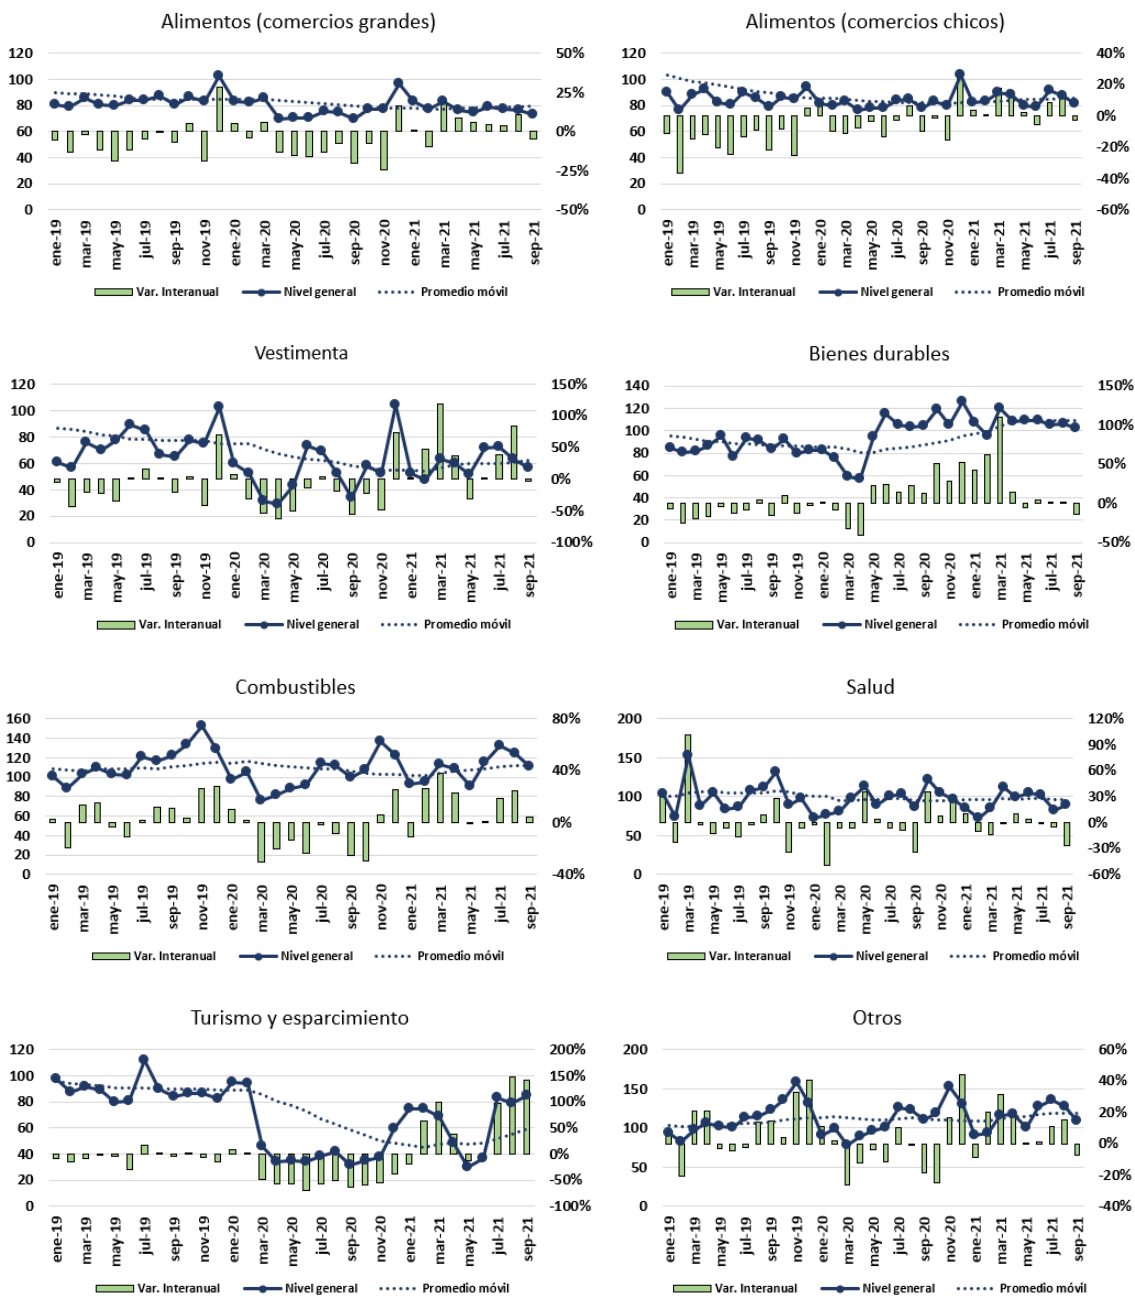 Alimentos (comercios grandes)
120
100
80
60
40
20
0
50%
25%
0%
-25%
-50%
ene-19
mar-19
may-19
jul-19
sep-19
nov-19
ene-20
mar-20
may-20
jul-20
sep-20
nov-20
ene-21
mar-21
may-21
jul-21
sep-21
Var. Interanual Nivel general Promedio móvil
Alimentos (comercios chicos)
120
100
80
60
40
20
0
40%
20%
0%
-20%
-40%
-60%
ene-19
mar-19
may-19
jul-19
sep-19
nov-19
ene-20
mar-20
may-20
jul-20
sep-20
nov-20
ene-21
mar-21
may-21
jul-21
sep-21
Var. Interanual Nivel general Promedio móvil
Vestimenta
120
100
80
60
40
20
0
150%
100%
50%
0%
-50%
-100%
ene-19
mar-19
may-19
jul-19
sep-19
nov-19
ene-20
mar-20
may-20
jul-20
sep-20
nov-20
ene-21
mar-21
may-21
jul-21
sep-21
Var. Interanual Nivel general Promedio móvil
Bienes durables
140
120
100
80
60
40
20
0
150%
100%
50%
0%
-50%
ene-19
mar-19
may-19
jul-19
sep-19
nov-19
ene-20
mar-20
may-20
jul-20
sep-20
nov-20
ene-21
mar-21
may-21
jul-21
sep-21
Var. Interanual Nivel general Promedio móvil
Combustibles
160
140
120
100
80
60
40
20
0
80%
40%
0%
-40%
ene-19
mar-19
may-19
jul-19
sep-19
nov-19
ene-20
mar-20
may-20
jul-20
sep-20
nov-20
ene-21
mar-21
may-21
jul-21
sep-21
Var. Interanual Nivel general Promedio móvil
Salud
200
150
100
50
0
120%
90%
60%
30%
0%
-30%
-60%
ene-19
mar-19
may-19
jul-19
sep-19
nov-19
ene-20
mar-20
may-20
jul-20
sep-20
nov-20
ene-21
mar-21
may-21
jul-21
sep-21
Var. Interanual Nivel general Promedio móvil
Turismo y esparcimiento
120
100
80
60
40
20
0
200%
150%
100%
50%
0%
-50%
-100%
ene-19
mar-19
may-19
jul-19
sep-19
nov-19
ene-20
mar-20
may-20
jul-20
sep-20
nov-20
ene-21
mar-21
may-21
jul-21
sep-21
Var. Interanual Nivel general Promedio móvil
Otros
200
150
100
50
0
60%
40%
20%
0%
-20%
-40%
ene-19
mar-19
may-19
jul-19
sep-19
nov-19
ene-20
mar-20
may-20
jul-20
sep-20
nov-20
ene-21
mar-21
may-21
jul-21
sep-21
Var. Interanual Nivel general Promedio móvil